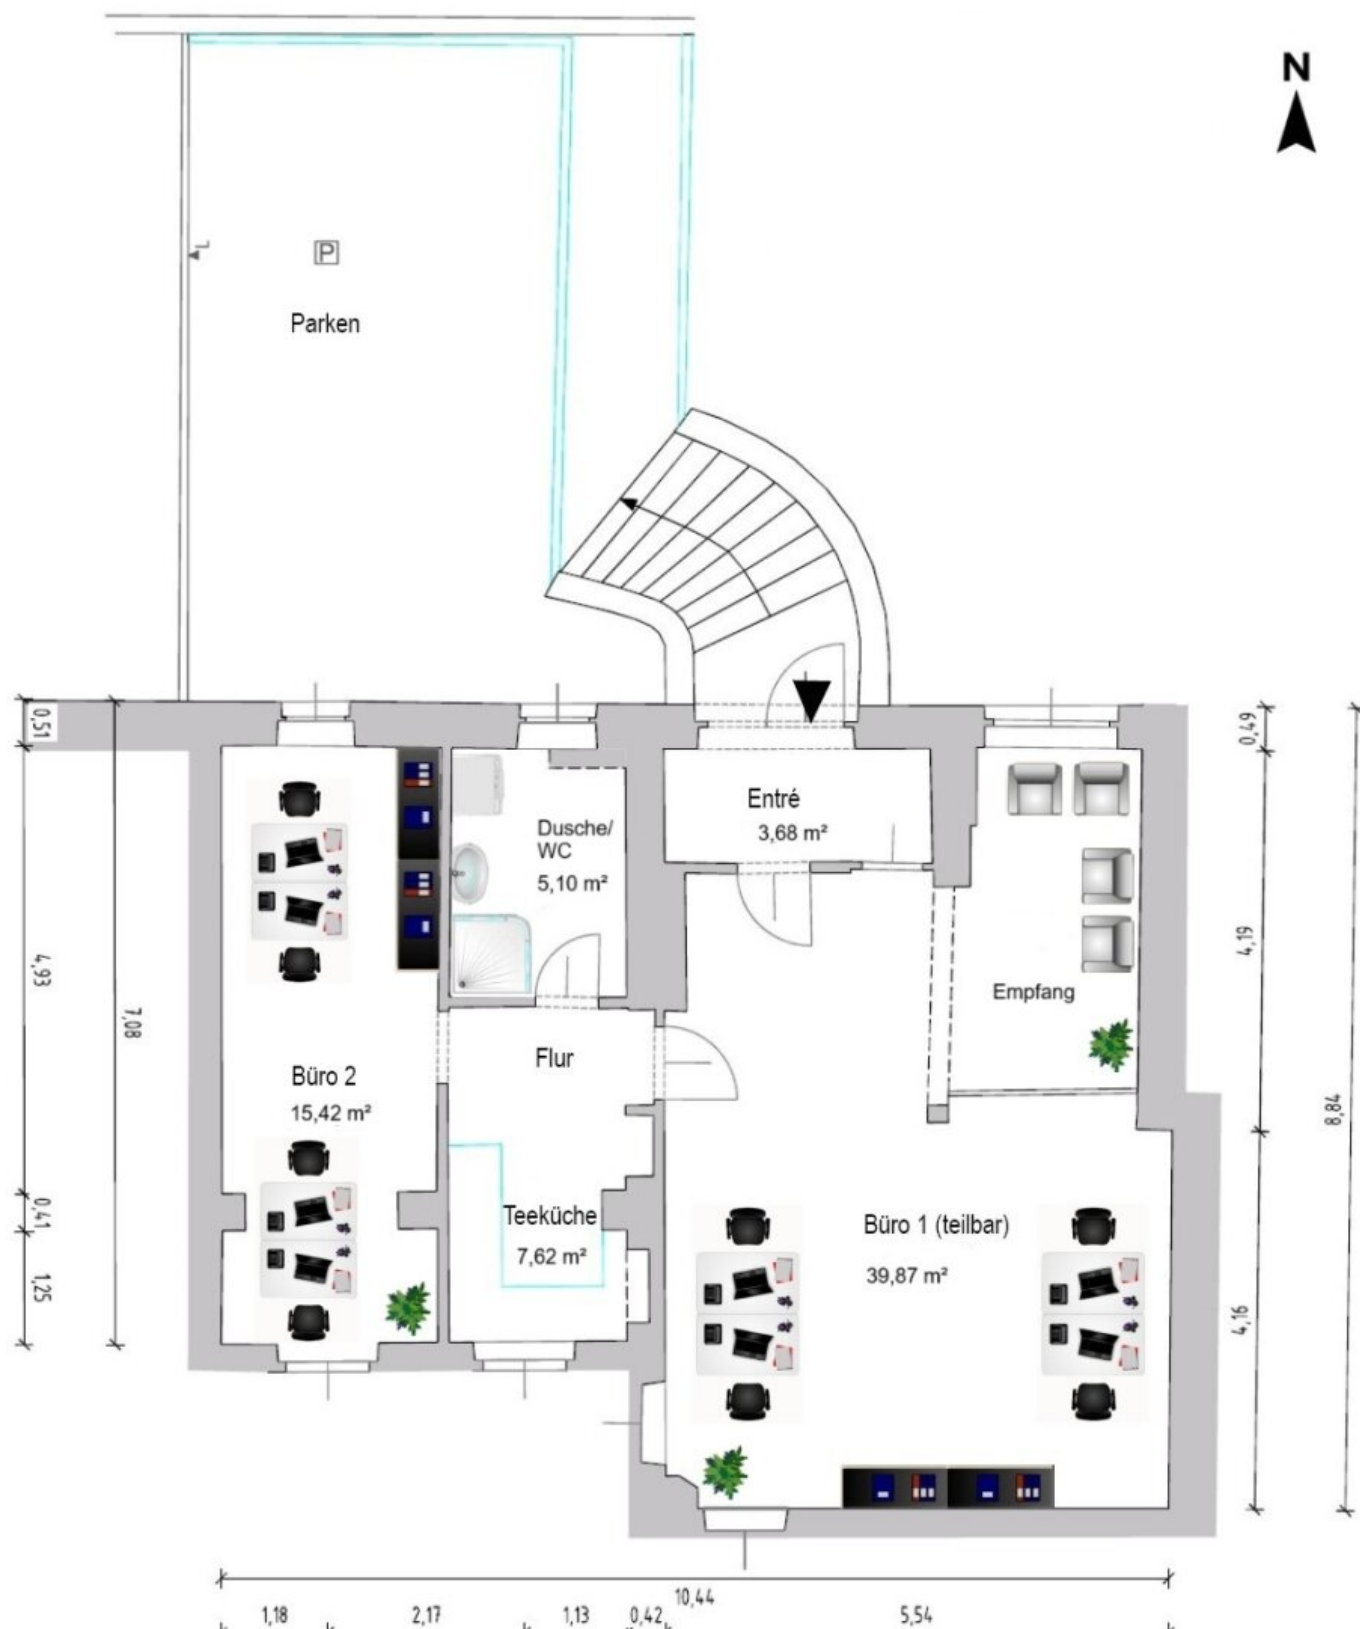 N
P
Parken
0,51
0,49
Entré
3,68 m²
Dusche/
WC
5,10 m²
4,93
7,08
4,19
Empfang
Flur
Büro 2
15,42 m²
8,84
0,41
Teeküche
7,62 m²
Büro 1 (teilbar)
39,87 m²
1,25
4,16
10,44
1,18
2,17
1,13
0,42
5,54